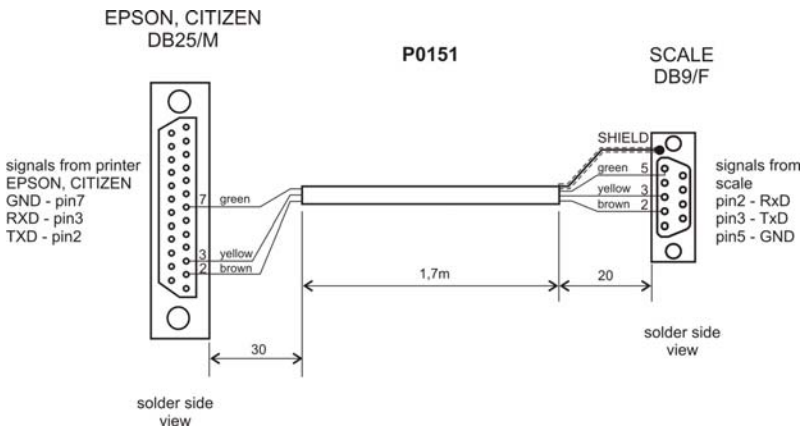 EPSON, CITIZEN
DB25/M
P0151
SCALE
DB9/F
SHIELD
signals from printer
EPSON, CITIZEN
GND - pin7
RXD - pin3
TXD - pin2
7 green
3 yellow
2 brown
green 5
yellow 3
brown 2
signals from
scale
pin2 - RxD
pin3 - TxD
pin5 - GND
1,7m
20
30
solder side
view
solder side
view